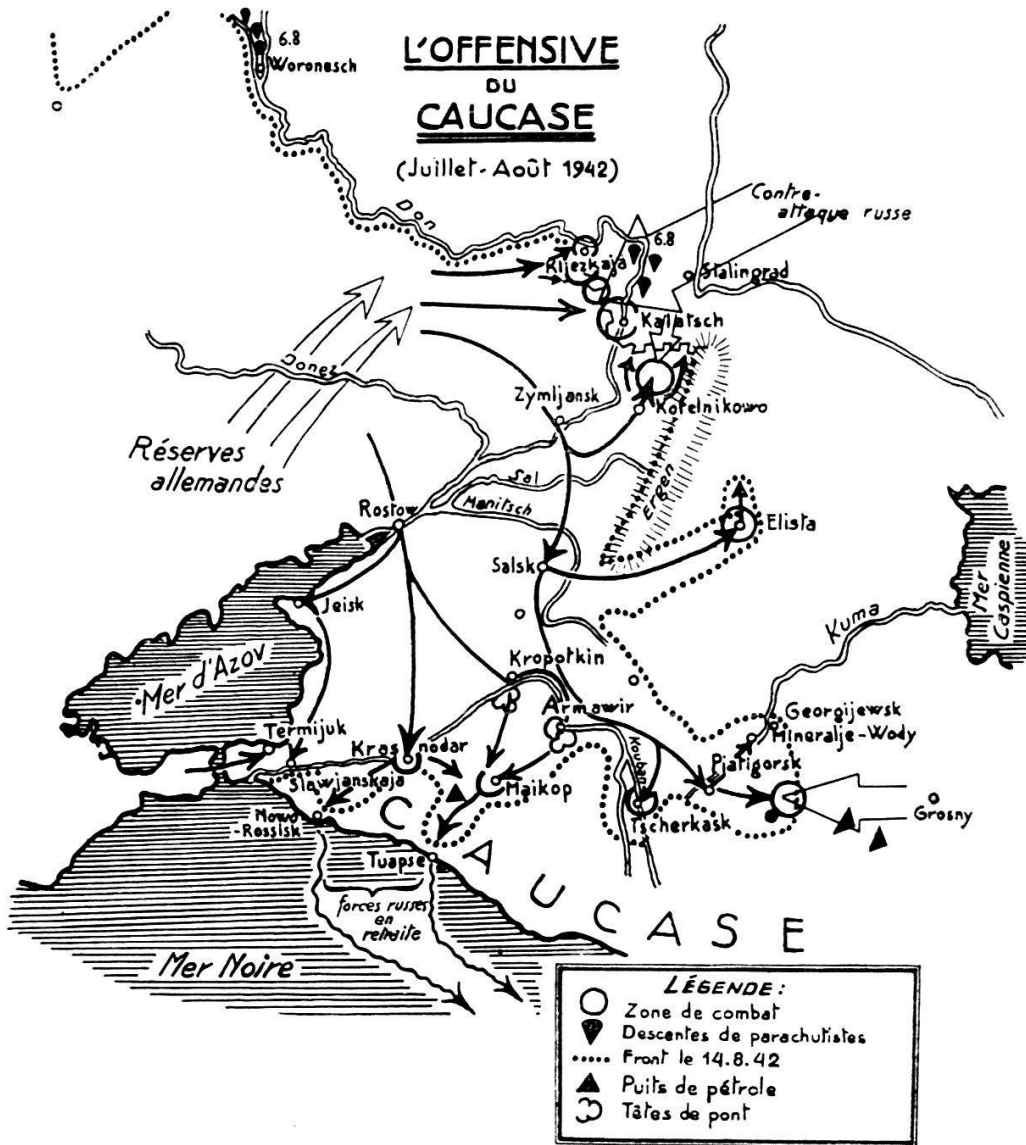 L'OFFENSIVE
DU
CAUCASE
(Juillet-Août 1942)
6.8
Woronesch
Don
Contre-
attaque russe
6.8
Kljezkaja
Stalingrad
Kalatsch
Donez
Zymljansk
Kotelnikowo
Réserves
allemandes
Sal
Manitsch
Ergen
Rostow
Elista
Salsk
Jeisk
Mer
Caspienne
Kuma
Mer d'Azov
Kropotkin
Armawir
Georgijewsk
Mineralje-Wody
Termijuk
Krasnodar
Kouban
Pjatigorsk
Slawjanskaja
Maikop
Tscherkask
Grosny
Nowo
-Rossisk
Tuapse
CAUCASE
forces russes
en
retraite
Mer Noire
LÉGENDE:
Zone de combat
Descentes de parachutistes
Front le 14.8.42
Puits de pétrole
Tâtes de pont